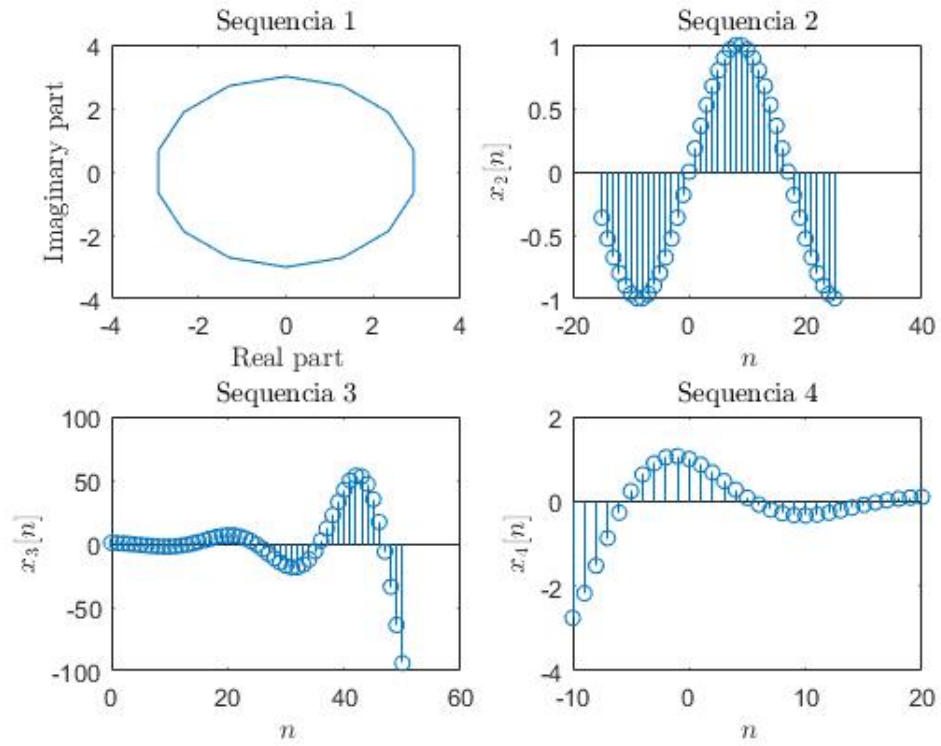 Sequencia 1
4
2
0
-2
-4
-4 -2 0 2 4
Imaginary part
Real part
Sequencia 2
1
0.5
0
-0.5
-1
-20 0 20 40
x₂[n]
n
Sequencia 3
100
50
0
-50
-100
0 20 40 60
x₃[n]
n
Sequencia 4
2
0
-2
-4
-10 0 10 20
x₄[n]
n